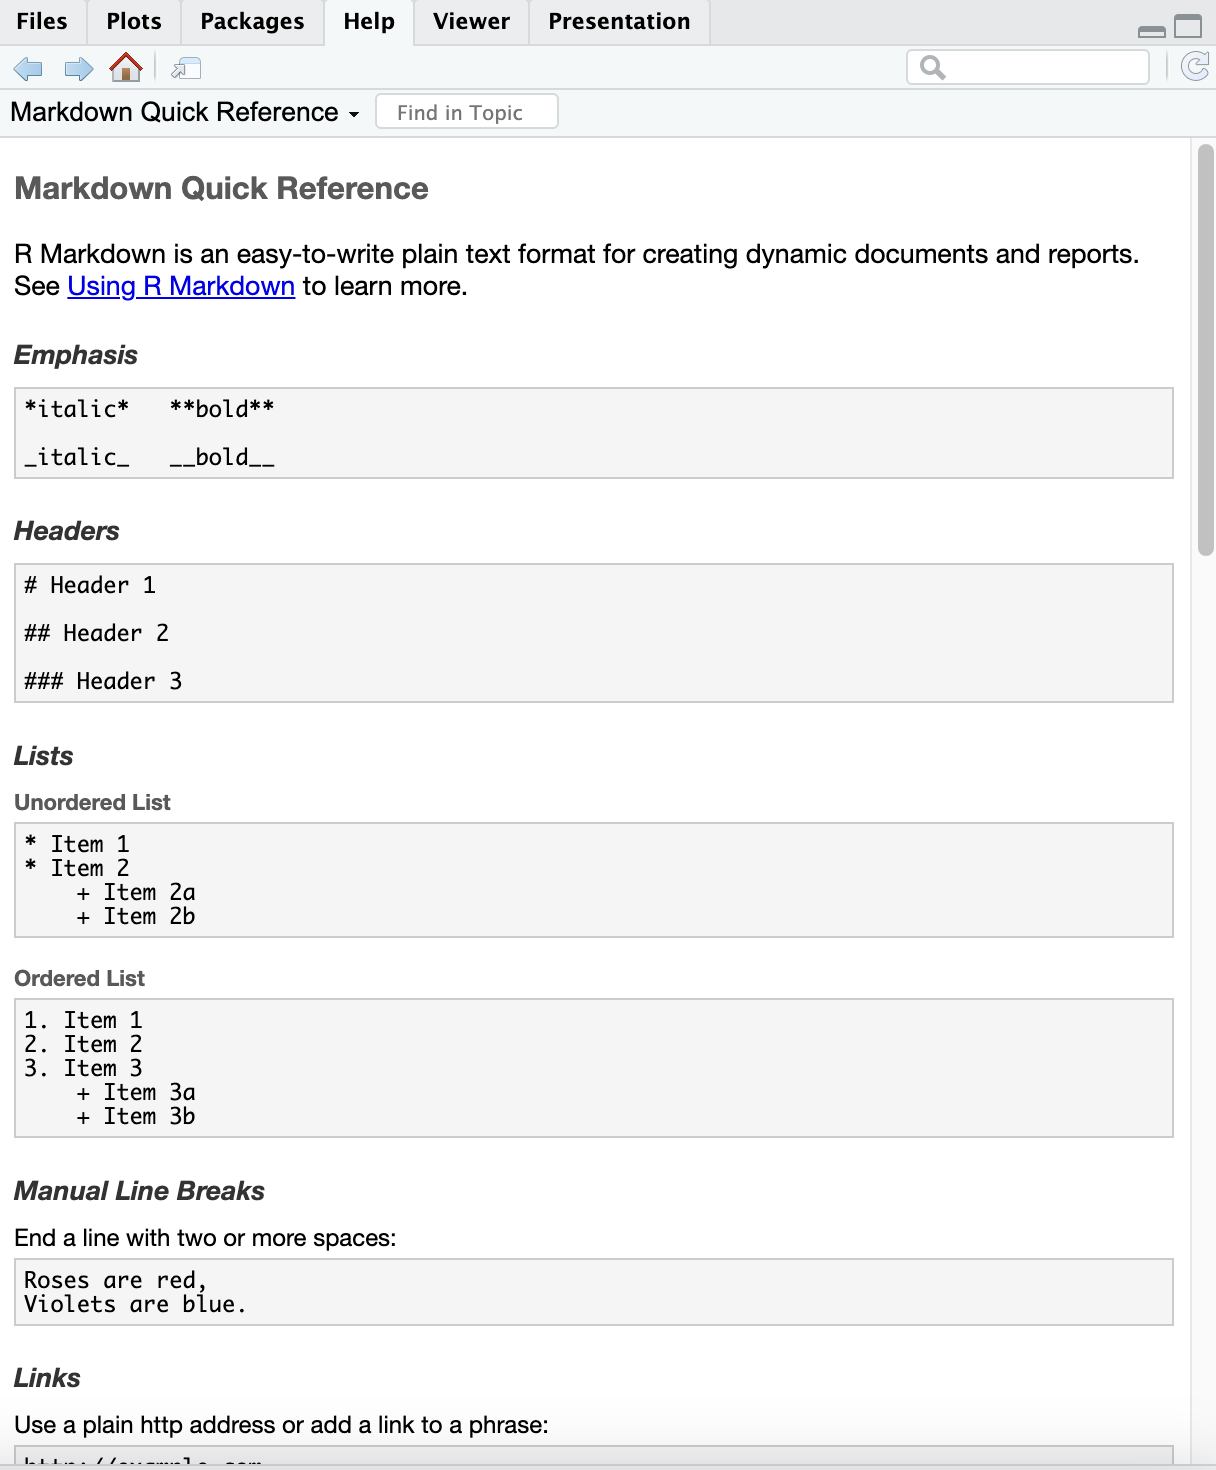 Files Plots Packages Help Viewer Presentation
Markdown Quick Reference Find in Topic
Markdown Quick Reference
R Markdown is an easy-to-write plain text format for creating dynamic documents and reports.
See Using R Markdown to learn more.
Emphasis
*italic*   **bold**
_italic_   __bold__
Headers
# Header 1
## Header 2
### Header 3
Lists
Unordered List
* Item 1
* Item 2
    + Item 2a
    + Item 2b
Ordered List
1. Item 1
2. Item 2
3. Item 3
    + Item 3a
    + Item 3b
Manual Line Breaks
End a line with two or more spaces:
Roses are red,
Violets are blue.
Links
Use a plain http address or add a link to a phrase:
http://example.com